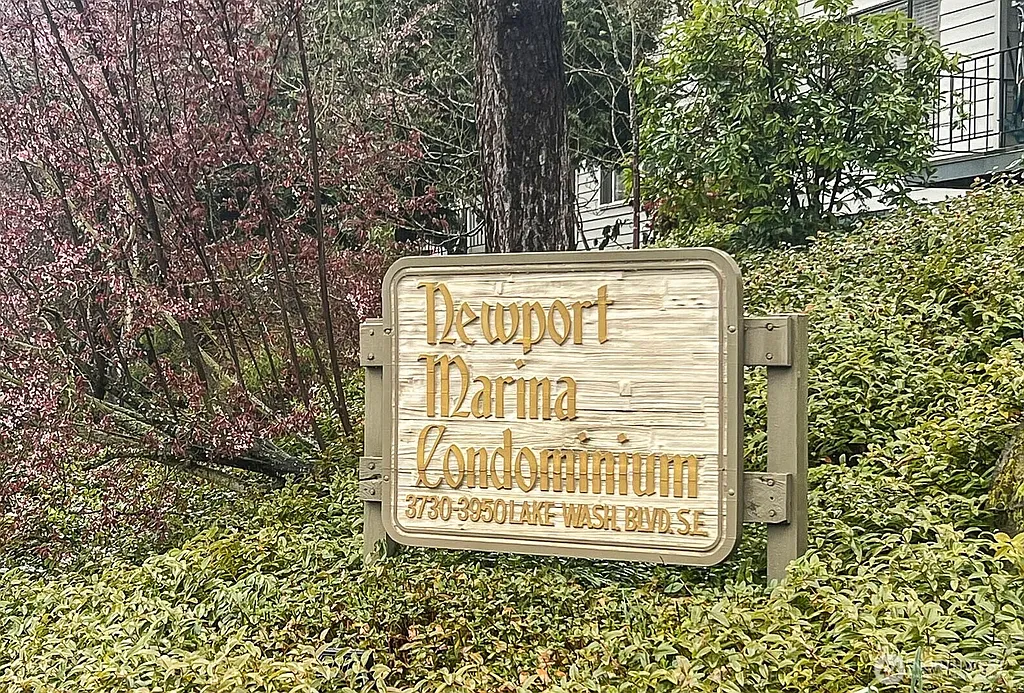 Newport
Marina
Condominium
3730-3950 LAKE WASH. BLVD. S.E.